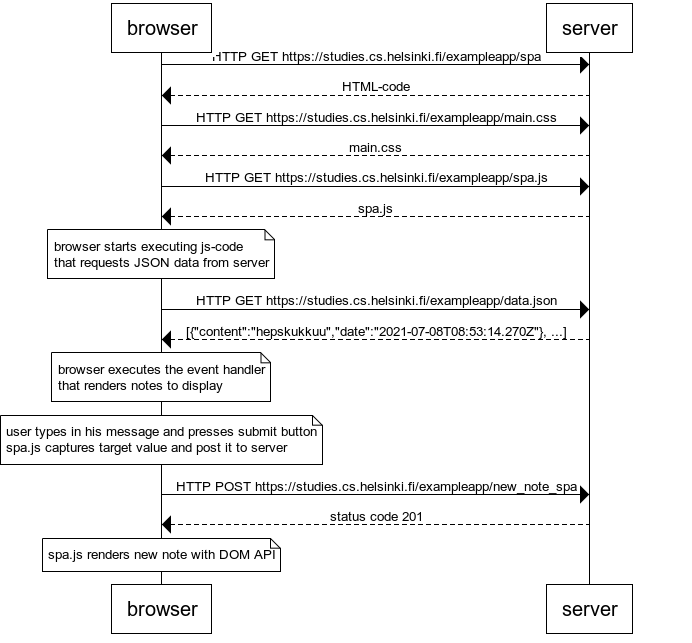 browser
server
HTTP GET https://studies.cs.helsinki.fi/exampleapp/spa
HTML-code
HTTP GET https://studies.cs.helsinki.fi/exampleapp/main.css
main.css
HTTP GET https://studies.cs.helsinki.fi/exampleapp/spa.js
spa.js
browser starts executing js-code
that requests JSON data from server
HTTP GET https://studies.cs.helsinki.fi/exampleapp/data.json
[{"content":"hepskukkuu","date":"2021-07-08T08:53:14.270Z"}, ...]
browser executes the event handler
that renders notes to display
user types in his message and presses submit button
spa.js captures target value and post it to server
HTTP POST https://studies.cs.helsinki.fi/exampleapp/new_note_spa
status code 201
spa.js renders new note with DOM API
browser
server